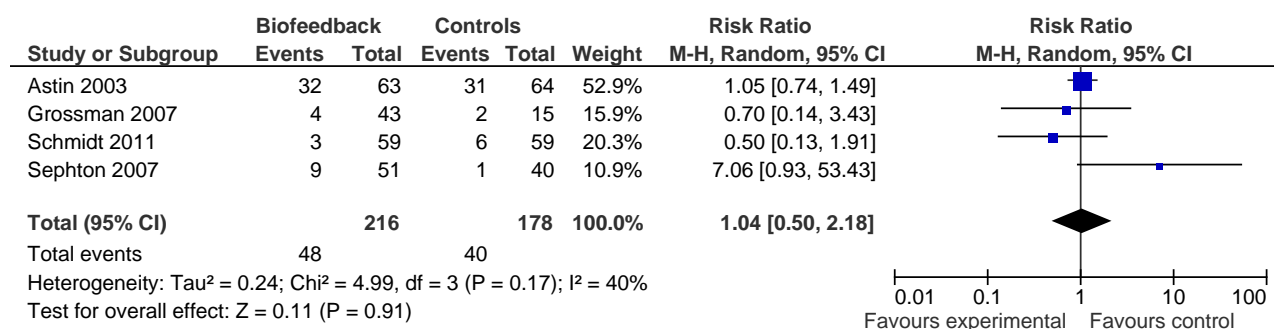 Biofeedback Controls Risk Ratio Risk Ratio
Study or Subgroup Events Total Events Total Weight M-H, Random, 95% CI M-H, Random, 95% CI
Astin 2003 32 63 31 64 52.9% 1.05 [0.74, 1.49]
Grossman 2007 4 43 2 15 15.9% 0.70 [0.14, 3.43]
Schmidt 2011 3 59 6 59 20.3% 0.50 [0.13, 1.91]
Sephton 2007 9 51 1 40 10.9% 7.06 [0.93, 53.43]
Total (95% CI) 216 178 100.0% 1.04 [0.50, 2.18]
Total events 48 40
Heterogeneity: Tau² = 0.24; Chi² = 4.99, df = 3 (P = 0.17); I² = 40%
Test for overall effect: Z = 0.11 (P = 0.91)
0.01 0.1 1 10 100
Favours experimental Favours control